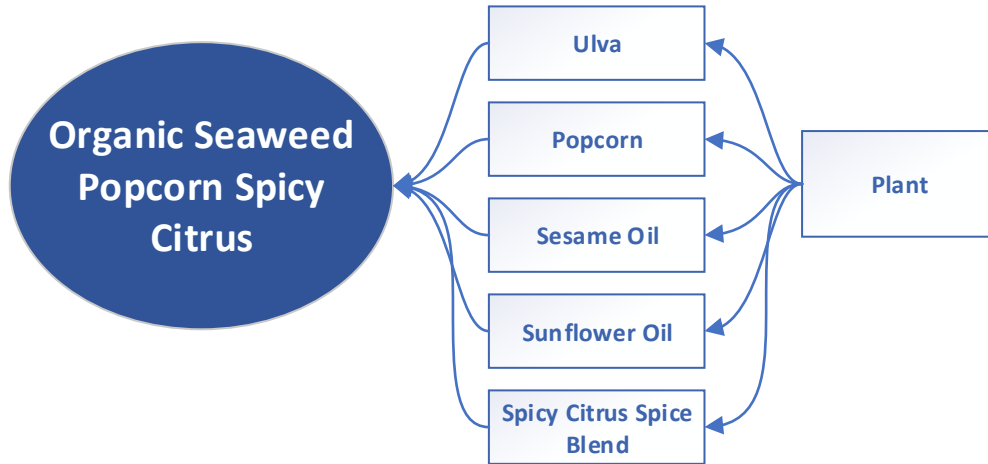 Organic Seaweed
Popcorn Spicy
Citrus
Ulva
Popcorn
Sesame Oil
Sunflower Oil
Spicy Citrus Spice
Blend
Plant